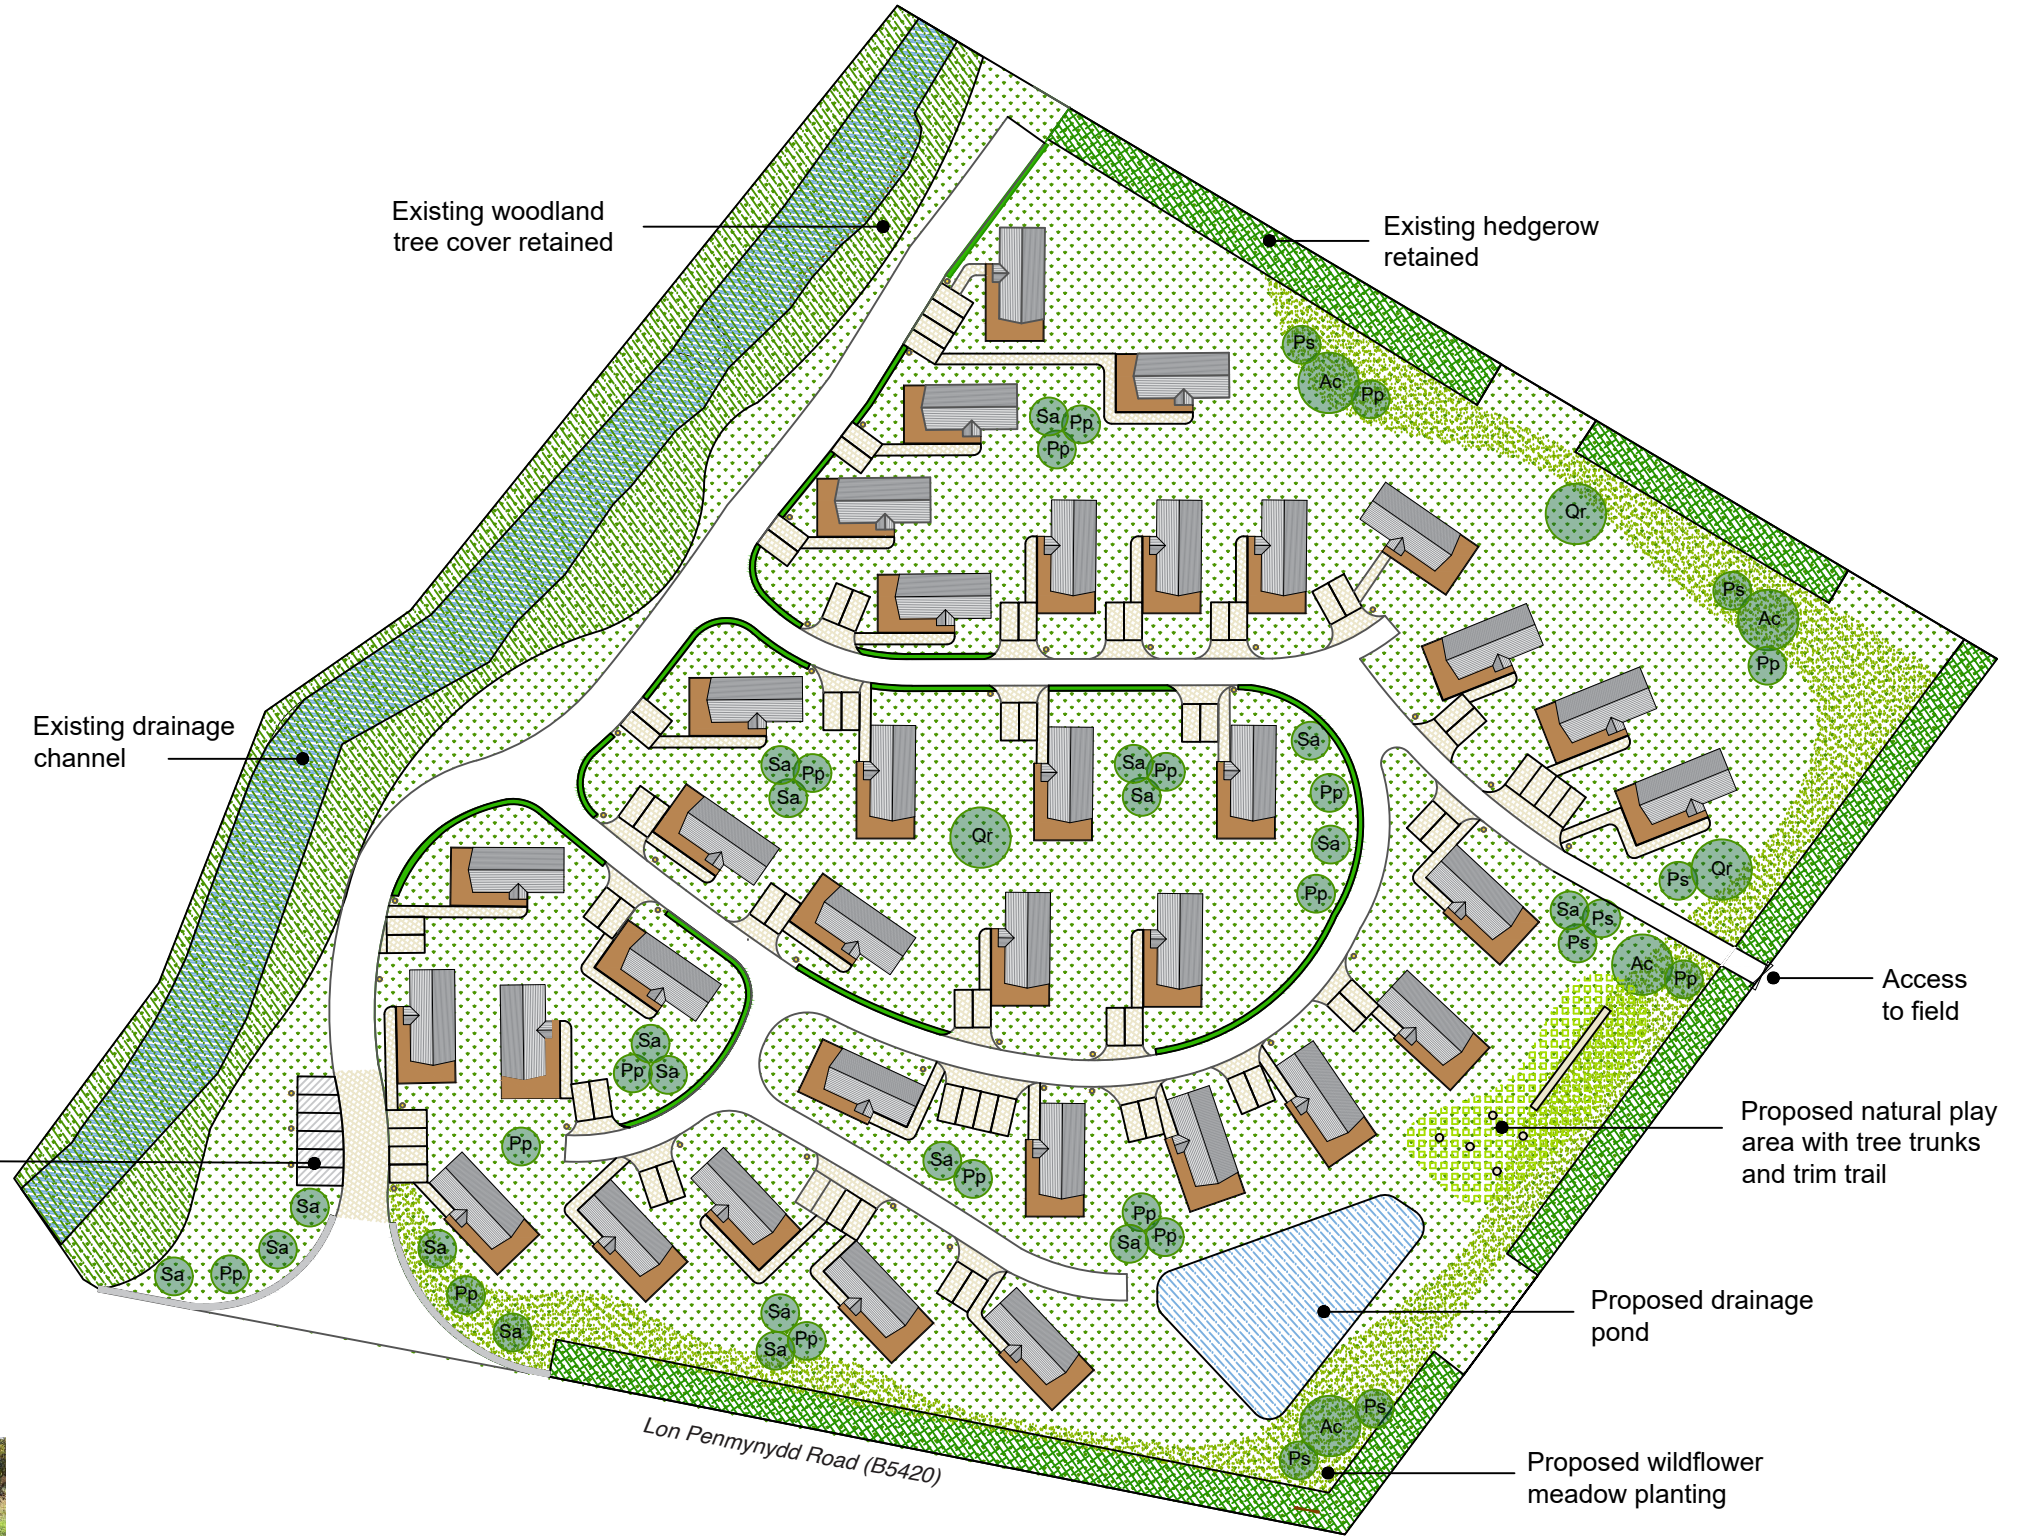 Existing woodland
tree cover retained
Existing hedgerow
retained
Ps
Ac
Pp
Sa
Pp
Pp
Qr
Ps
Ac
Pp
Existing drainage
channel
Sa
Pp
Sa
Sa
Pp
Sa
Sa
Pp
Sa
Pp
Qr
Ps
Qr
Sa
Ps
Ps
Ac
Pp
Access
to field
Sa
Pp
Sa
Pp
Proposed natural play
area with tree trunks
and trim trail
Sa
Pp
Sa
Sa
Pp
Sa
Pp
Sa
Pp
Sa
Pp
Sa
Pp
Sa
Sa
Pp
Sa
Proposed drainage
pond
Ac
Ps
Ps
Lon Penmynydd Road (B5420)
Proposed wildflower
meadow planting